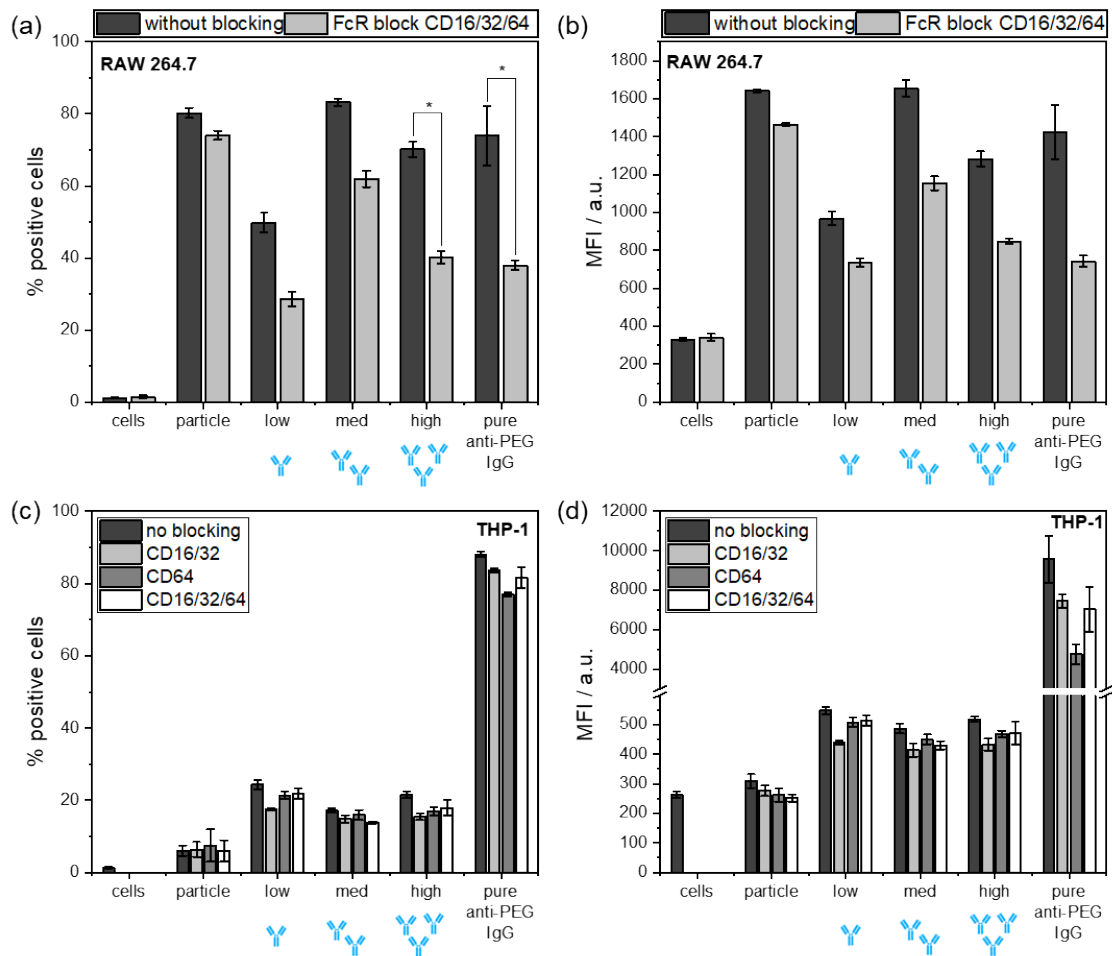 (a)
without blocking FcR block CD16/32/64
RAW 264.7
% positive cells
100
80
60
40
20
0
* *
cells particle low med high pure
anti-PEG
IgG
(b)
without blocking FcR block CD16/32/64
RAW 264.7
MFI / a.u.
1800
1600
1400
1200
1000
800
600
400
200
0
cells particle low med high pure
anti-PEG
IgG
(c)
no blocking
CD16/32
CD64
CD16/32/64
THP-1
% positive cells
100
80
60
40
20
0
cells particle low med high pure
anti-PEG
IgG
(d)
no blocking
CD16/32
CD64
CD16/32/64
THP-1
MFI / a.u.
12000
10000
8000
6000
4000
500
400
300
200
100
0
cells particle low med high pure
anti-PEG
IgG